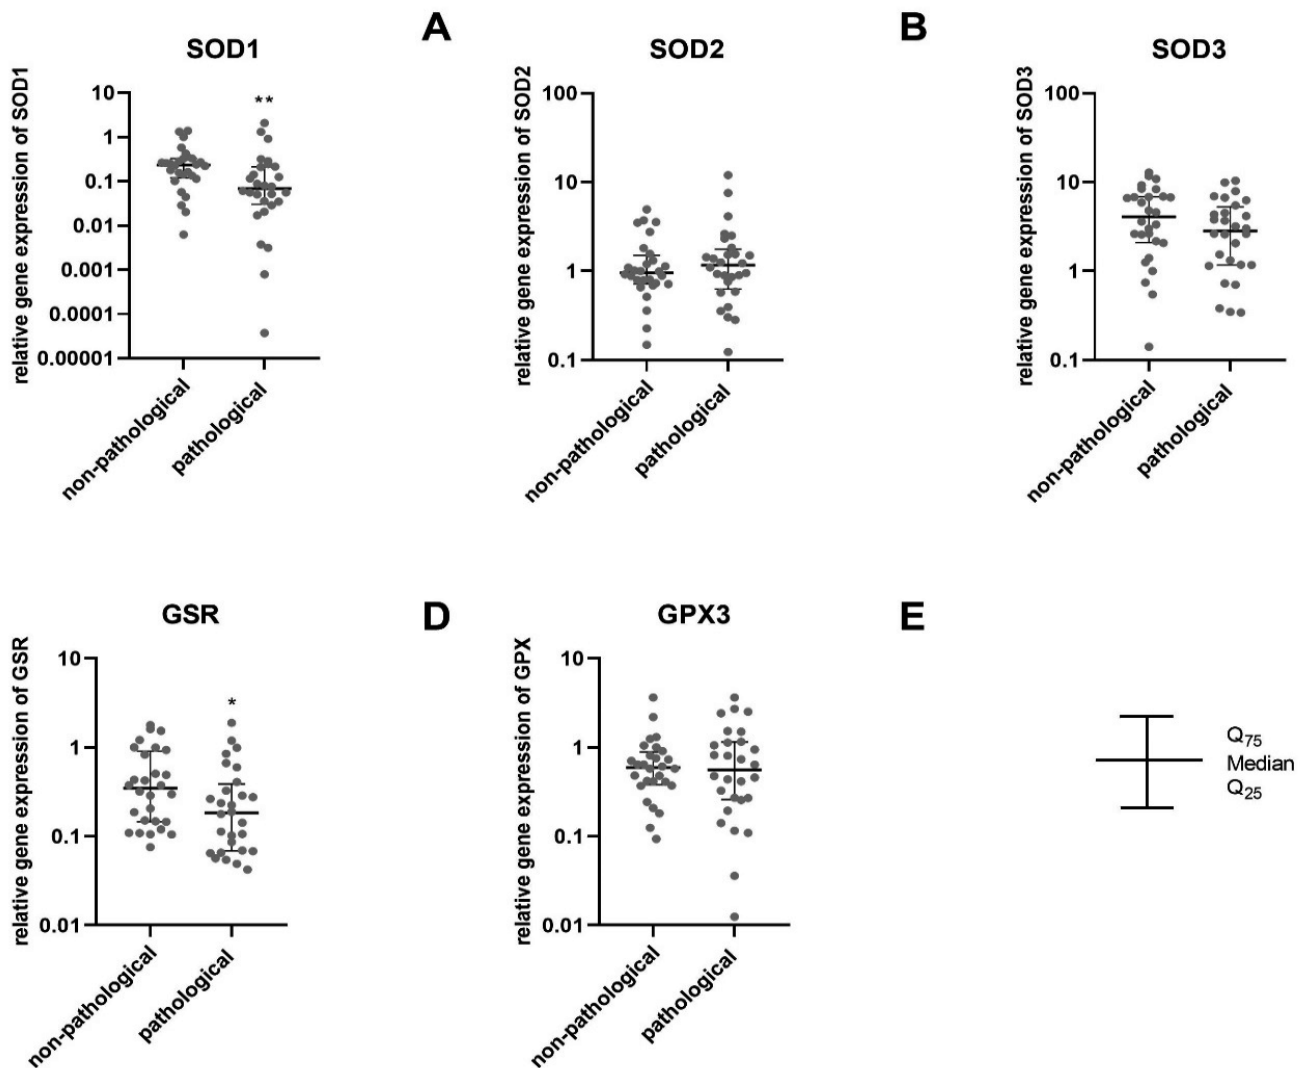 A
B
SOD1
SOD2
SOD3
relative gene expression of SOD1
10
1
0.1
0.01
0.001
0.0001
0.00001
**
non-pathological
pathological
relative gene expression of SOD2
100
10
1
0.1
non-pathological
pathological
relative gene expression of SOD3
100
10
1
0.1
non-pathological
pathological
D
E
GSR
GPX3
relative gene expression of GSR
10
1
0.1
0.01
*
non-pathological
pathological
relative gene expression of GPX
10
1
0.1
0.01
non-pathological
pathological
Q75
Median
Q25